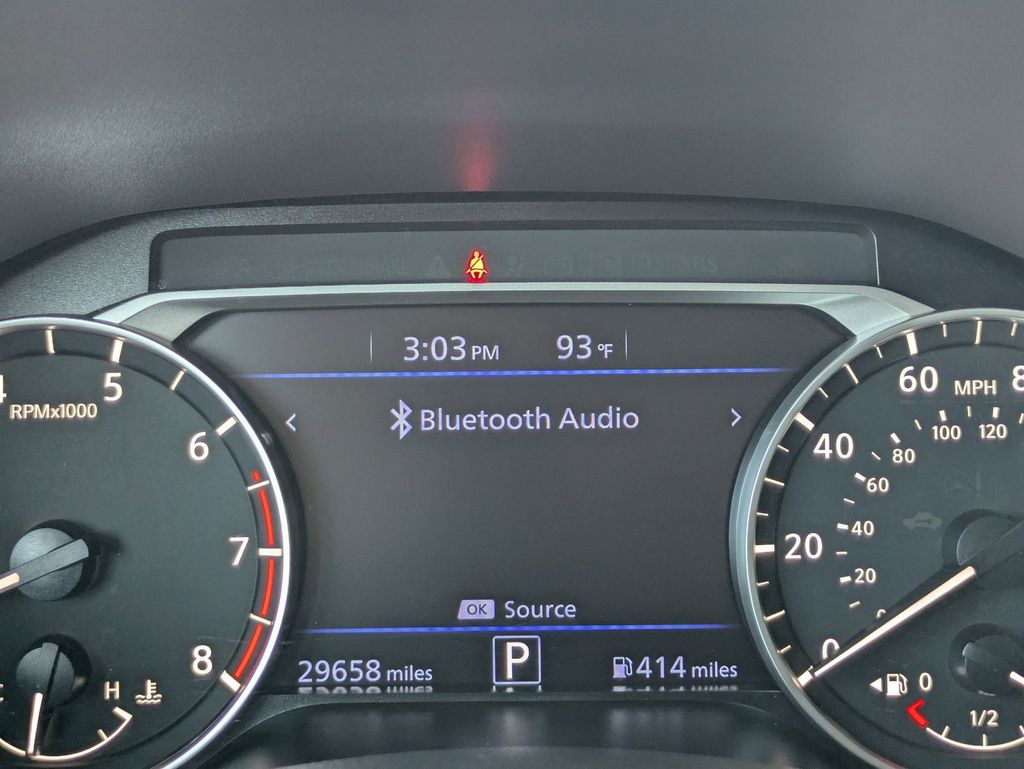 3:03 PM 93 °F
Bluetooth Audio
OK Source
29658 miles P 414 miles
5
RPMx1000
6
7
8
H
60 MPH
40
20
0
120
100
80
60
40
20
0
1/2